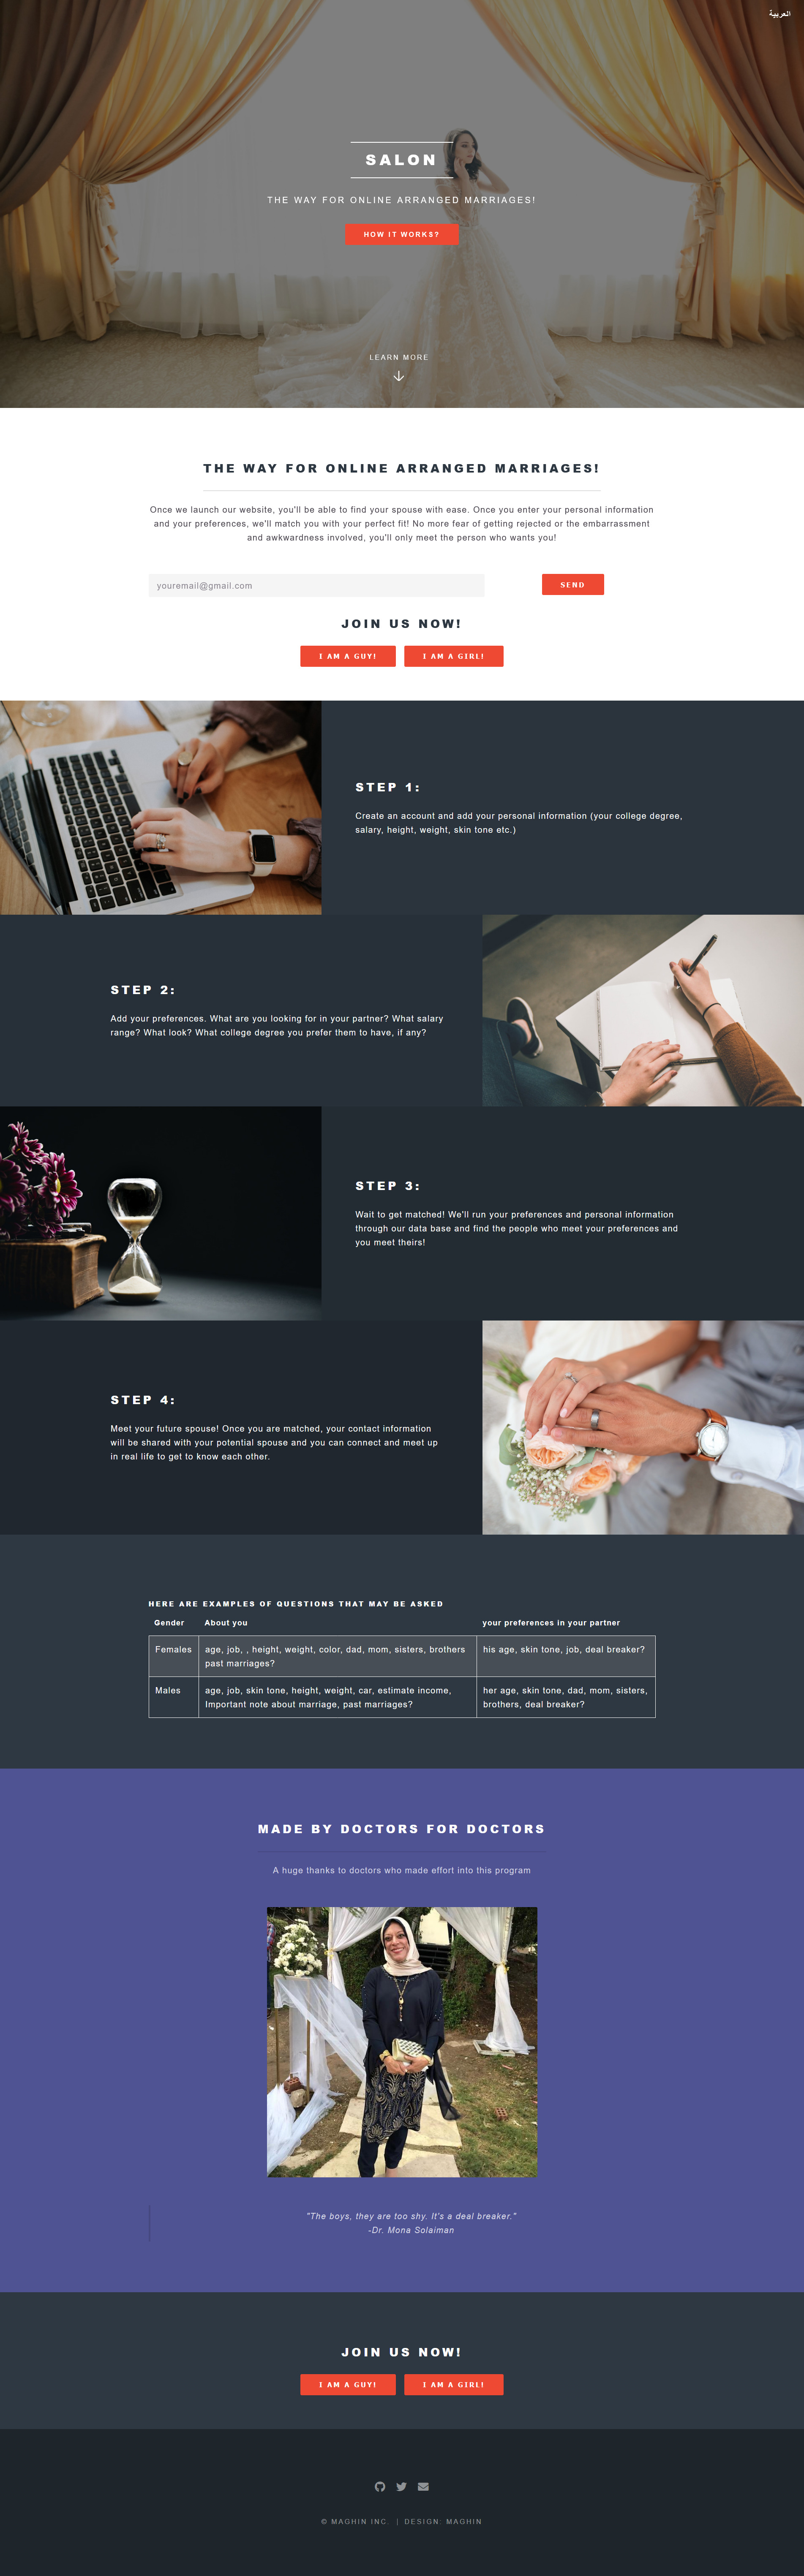 العربية
SALON
THE WAY FOR ONLINE ARRANGED MARRIAGES!
HOW IT WORKS?
LEARN MORE
THE WAY FOR ONLINE ARRANGED MARRIAGES!
Once we launch our website, you'll be able to find your spouse with ease. Once you enter your personal information
and your preferences, we'll match you with your perfect fit! No more fear of getting rejected or the embarrassment
and awkwardness involved, you'll only meet the person who wants you!
youremail@gmail.com
SEND
JOIN US NOW!
I AM A GUY!
I AM A GIRL!
STEP 1:
Create an account and add your personal information (your college degree,
salary, height, weight, skin tone etc.)
STEP 2:
Add your preferences. What are you looking for in your partner? What salary
range? What look? What college degree you prefer them to have, if any?
STEP 3:
Wait to get matched! We'll run your preferences and personal information
through our data base and find the people who meet your preferences and
you meet theirs!
STEP 4:
Meet your future spouse! Once you are matched, your contact information
will be shared with your potential spouse and you can connect and meet up
in real life to get to know each other.
HERE ARE EXAMPLES OF QUESTIONS THAT MAY BE ASKED
Gender About you your preferences in your partner
Females age, job, , height, weight, color, dad, mom, sisters, brothers his age, skin tone, job, deal breaker?
past marriages?
Males age, job, skin tone, height, weight, car, estimate income, her age, skin tone, dad, mom, sisters,
Important note about marriage, past marriages? brothers, deal breaker?
MADE BY DOCTORS FOR DOCTORS
A huge thanks to doctors who made effort into this program
"The boys, they are too shy. It's a deal breaker."
-Dr. Mona Solaiman
JOIN US NOW!
I AM A GUY!
I AM A GIRL!
© MAGHIN INC. | DESIGN: MAGHIN